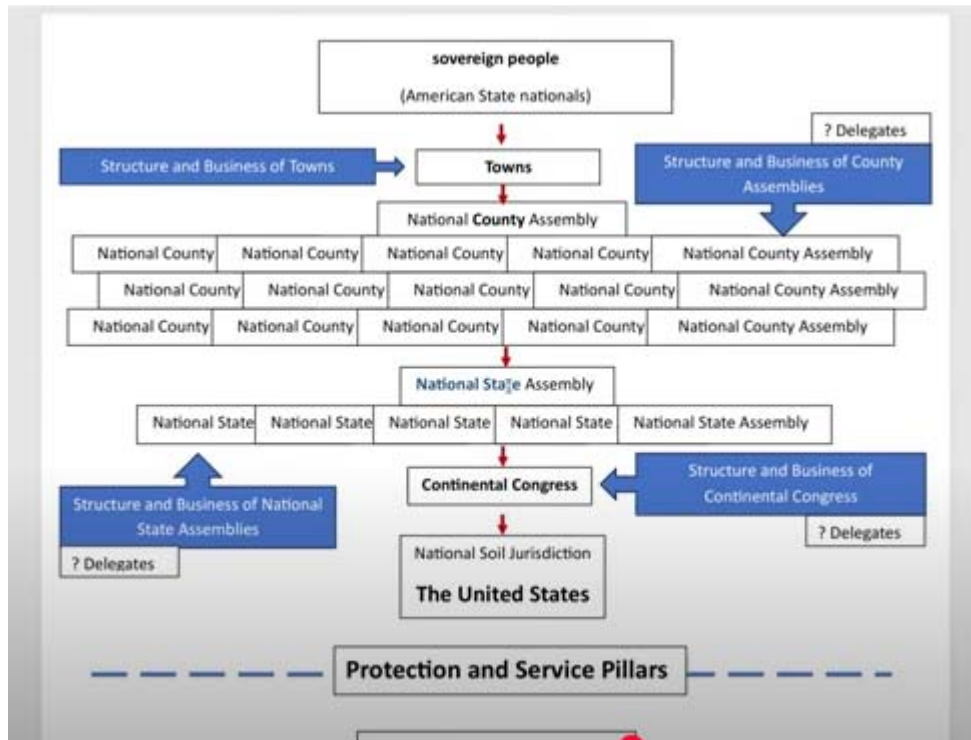 sovereign people
(American State nationals)
? Delegates
Structure and Business of Towns
Towns
Structure and Business of County
Assemblies
National County Assembly
National County National County National County National County National County Assembly
National County National County National County National County National County Assembly
National County National County National County National County National County Assembly
National State Assembly
National State National State National State National State National State Assembly
Structure and Business of National
State Assemblies
? Delegates
Continental Congress
Structure and Business of
Continental Congress
? Delegates
National Soil Jurisdiction
The United States
Protection and Service Pillars